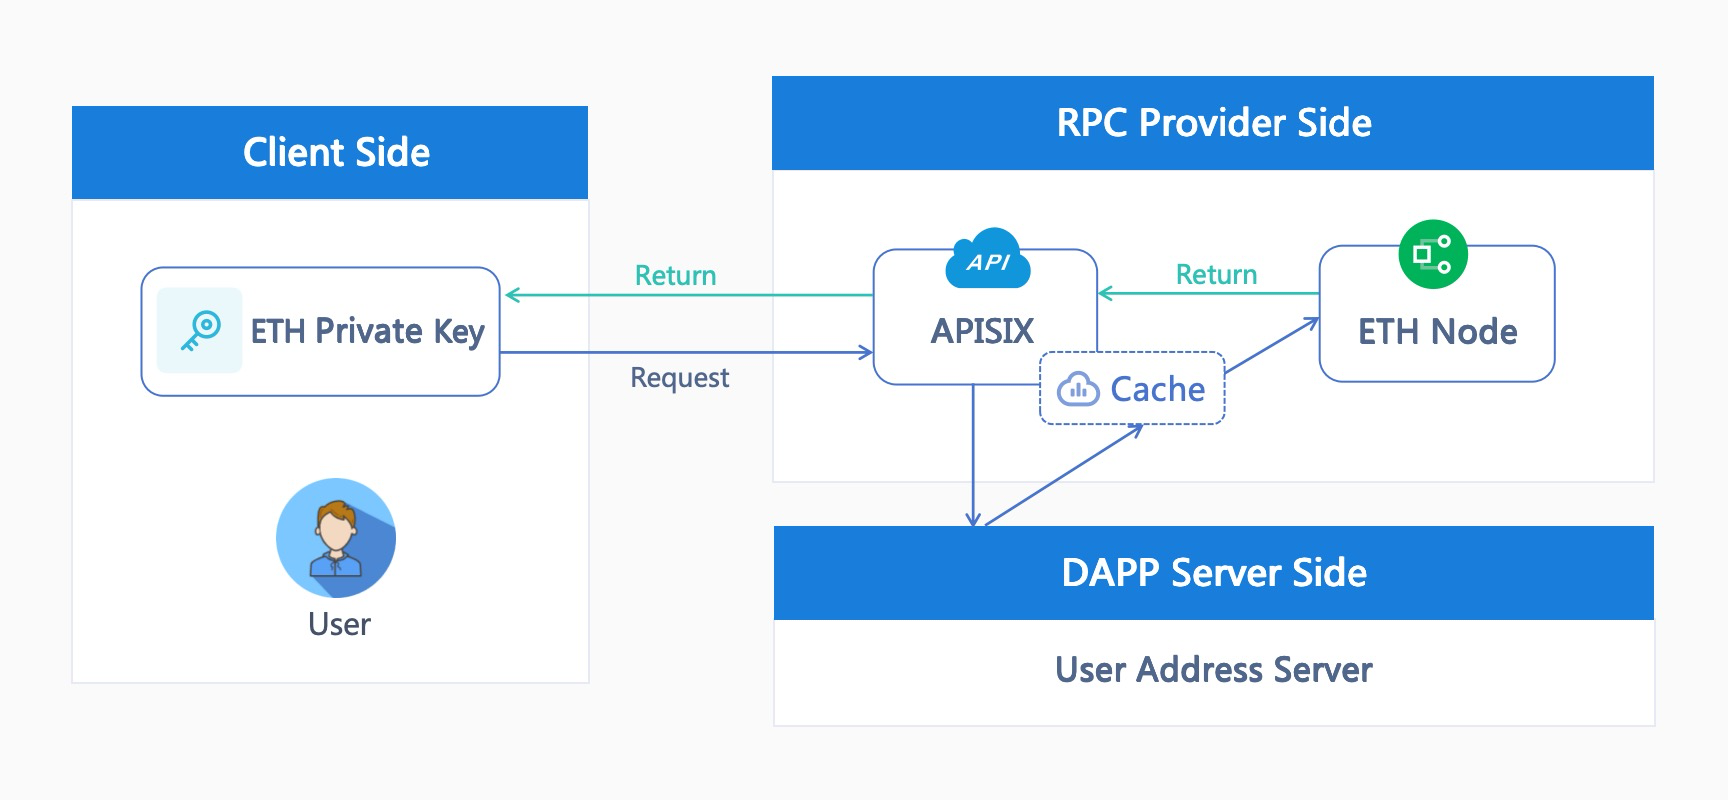 Client Side
ETH Private Key
User
Return
Request
RPC Provider Side
API
APISIX
Cache
Return
ETH Node
DAPP Server Side
User Address Server